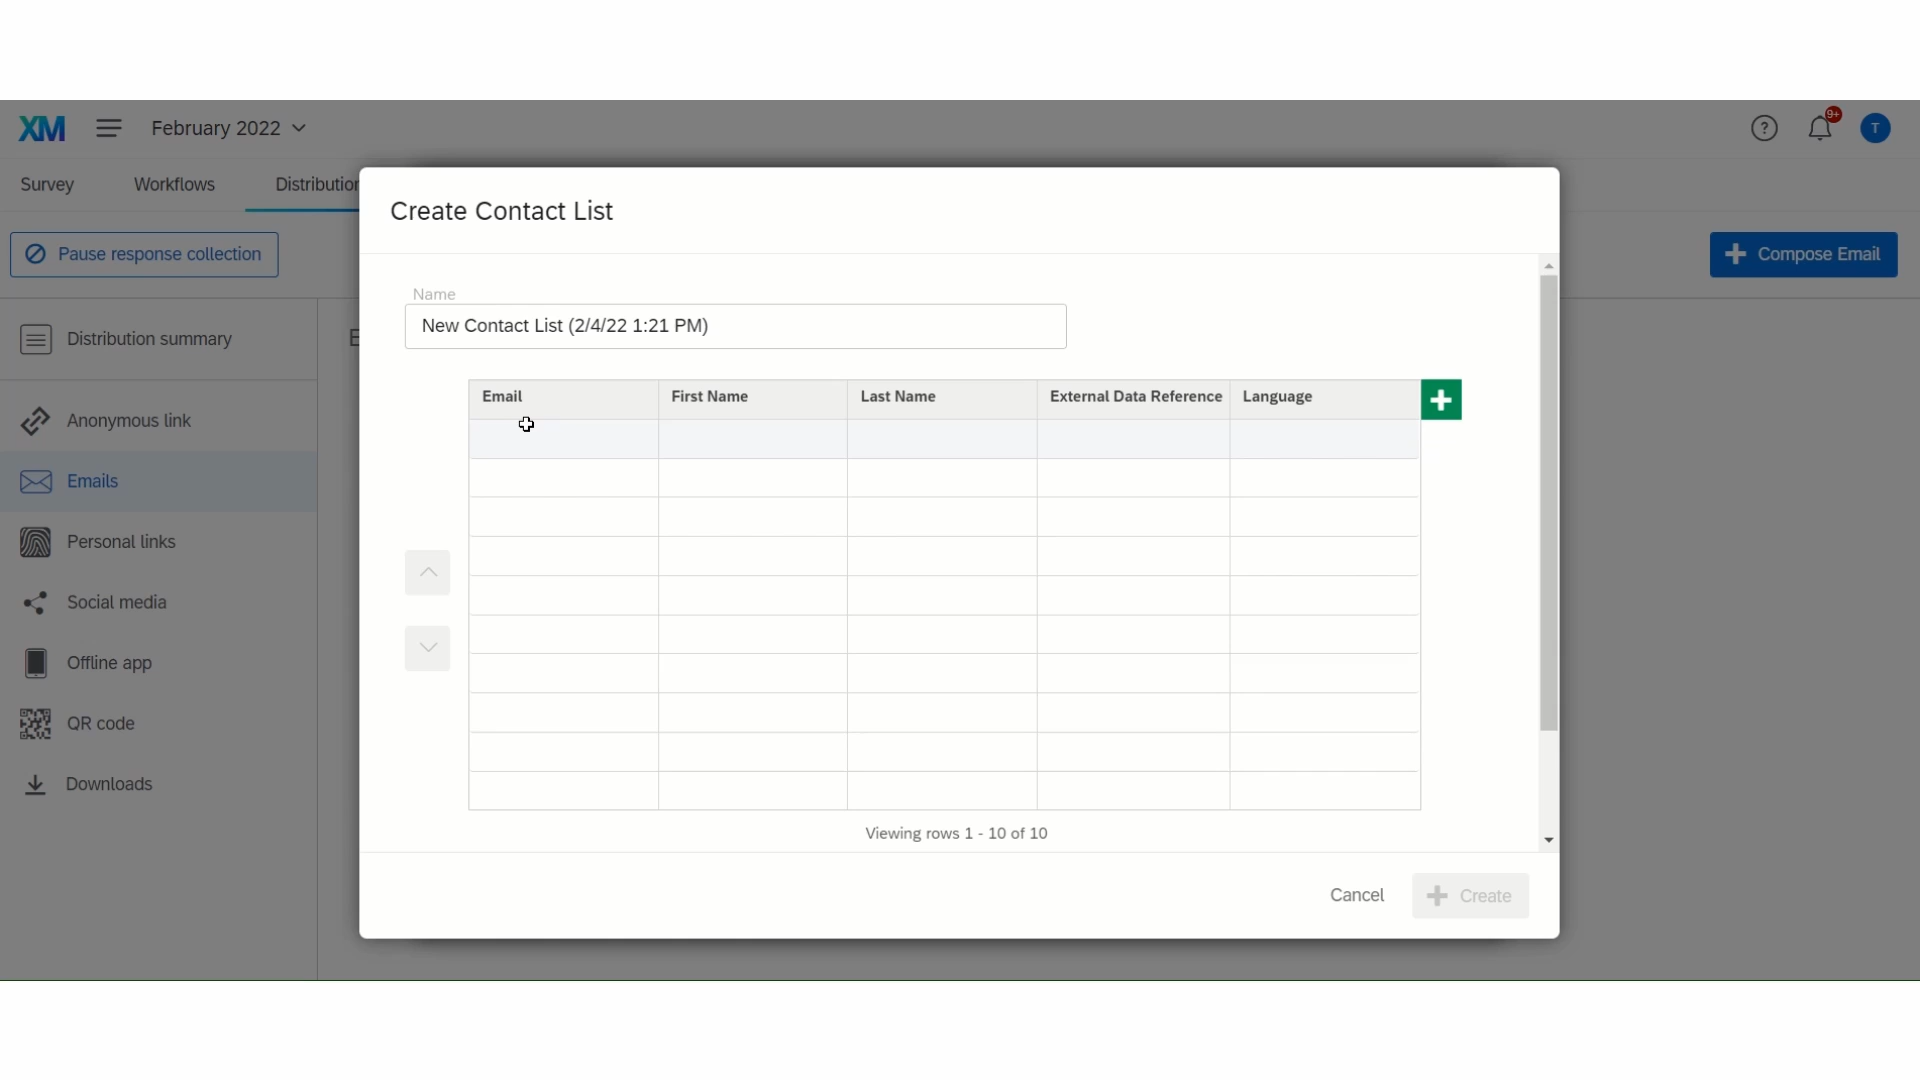 XM February 2022 9+ T
Survey Workflows Distribution
Create Contact List
Pause response collection
Compose Email
Name
New Contact List (2/4/22 1:21 PM)
Distribution summary
E
Email First Name Last Name External Data Reference Language
Anonymous link
Emails
Personal links
Social media
Offline app
QR code
Downloads
Viewing rows 1 - 10 of 10
Cancel Create